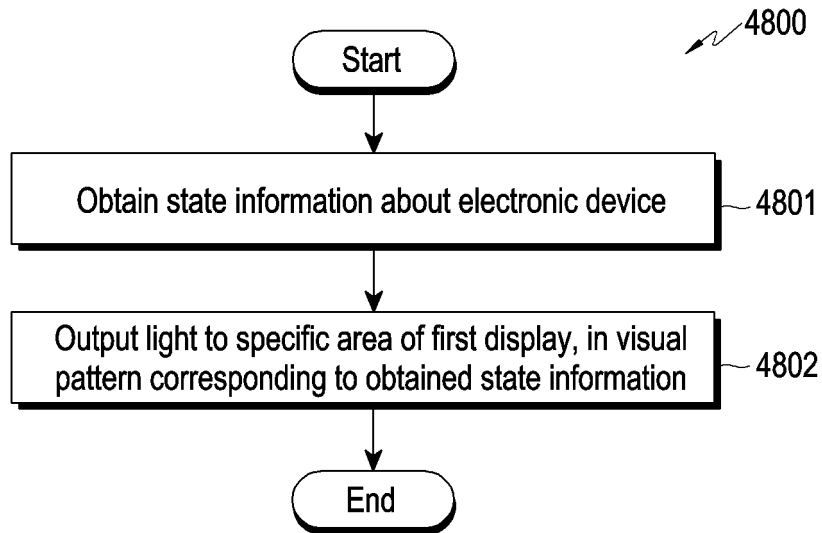 4800
Start
Obtain state information about electronic device
4801
Output light to specific area of first display, in visual
pattern corresponding to obtained state information
4802
End